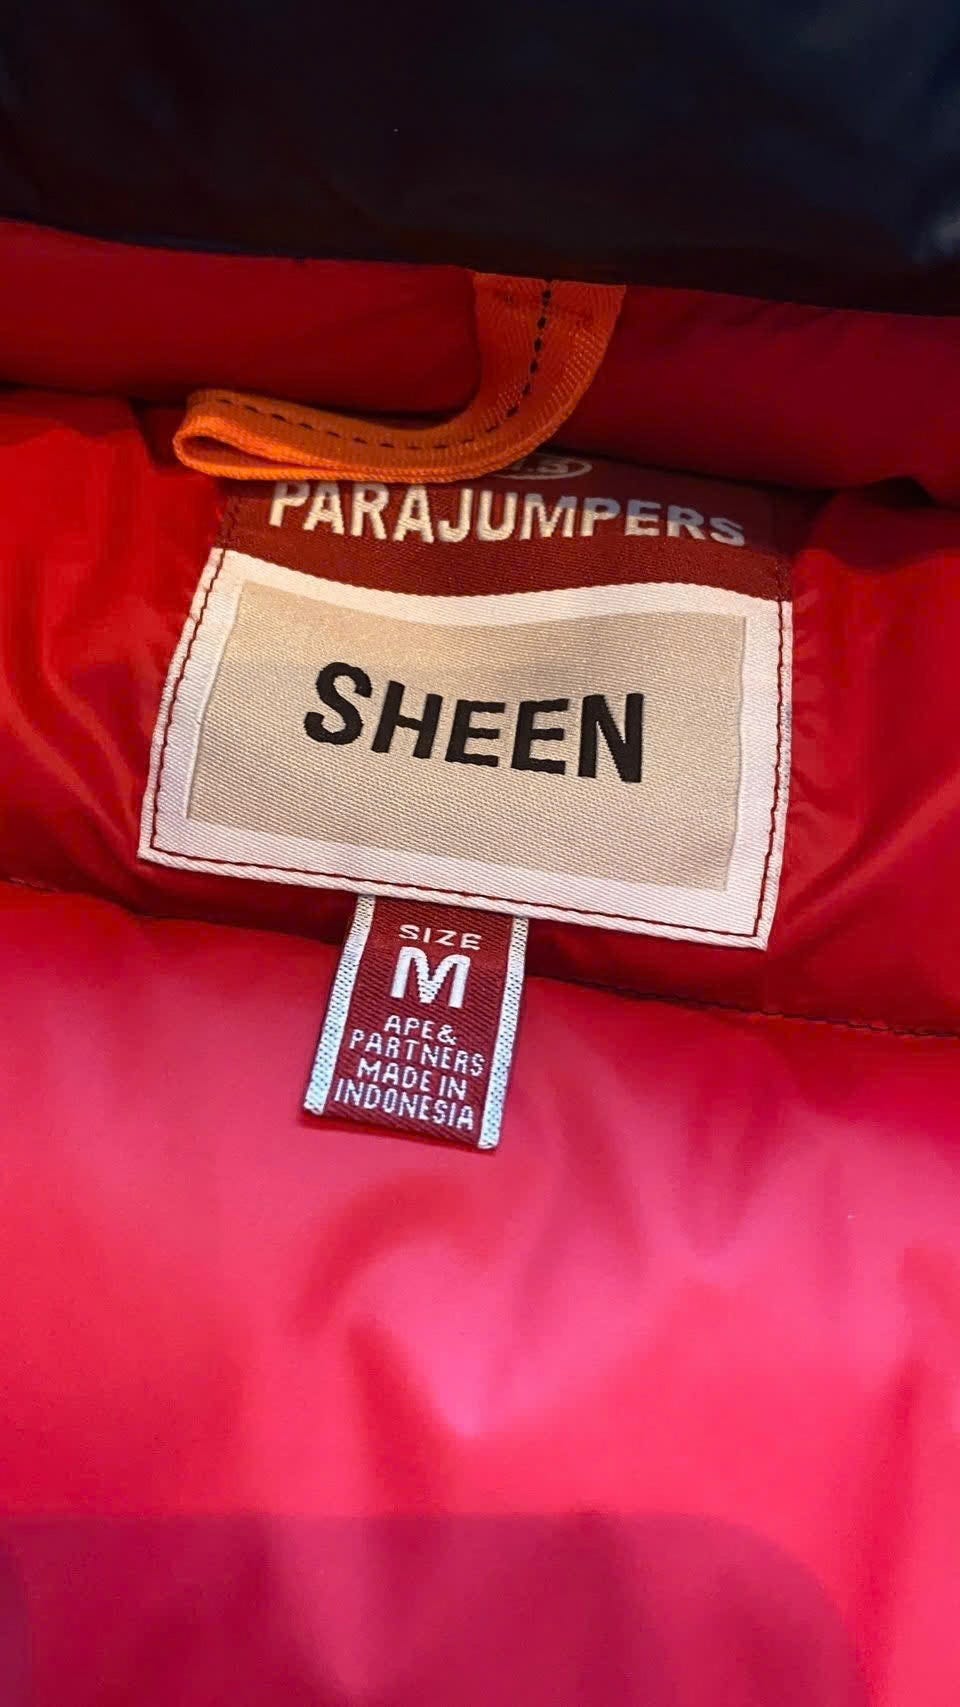 PARAJUMPERS
SHEEN
SIZE
M
APE&
PARTNERS
MADE IN
INDONESIA